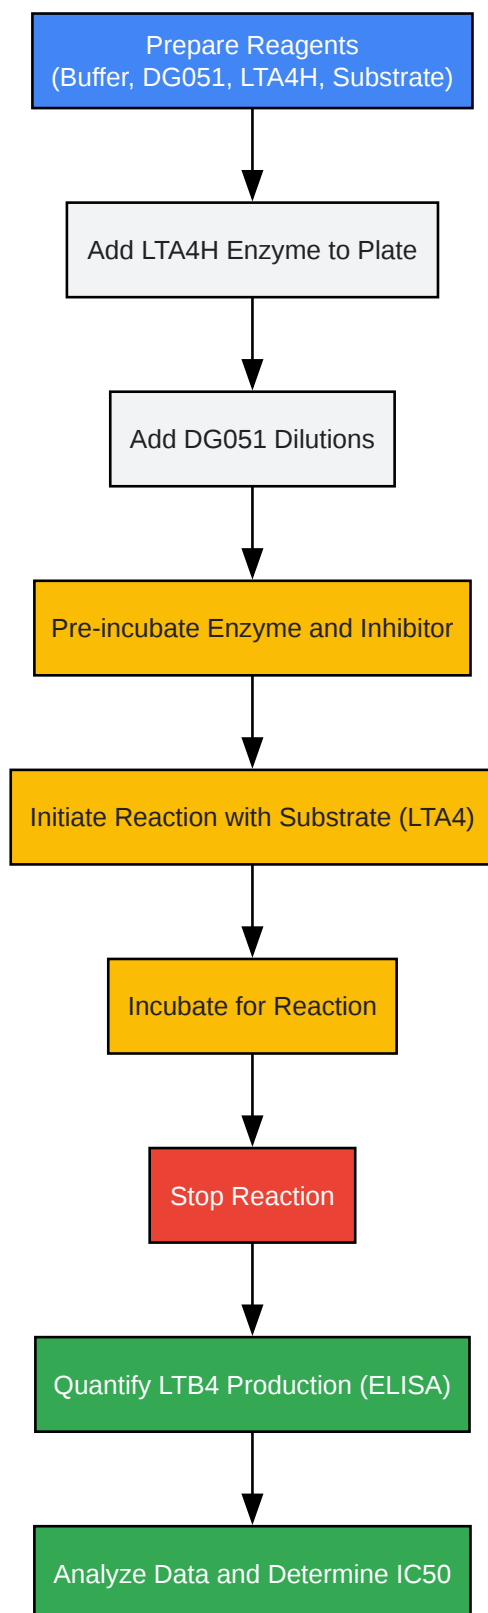 Prepare Reagents
(Buffer, DG051, LTA4H, Substrate)
Add LTA4H Enzyme to Plate
Add DG051 Dilutions
Pre-incubate Enzyme and Inhibitor
Initiate Reaction with Substrate (LTA4)
Incubate for Reaction
Stop Reaction
Quantify LTB4 Production (ELISA)
Analyze Data and Determine IC50